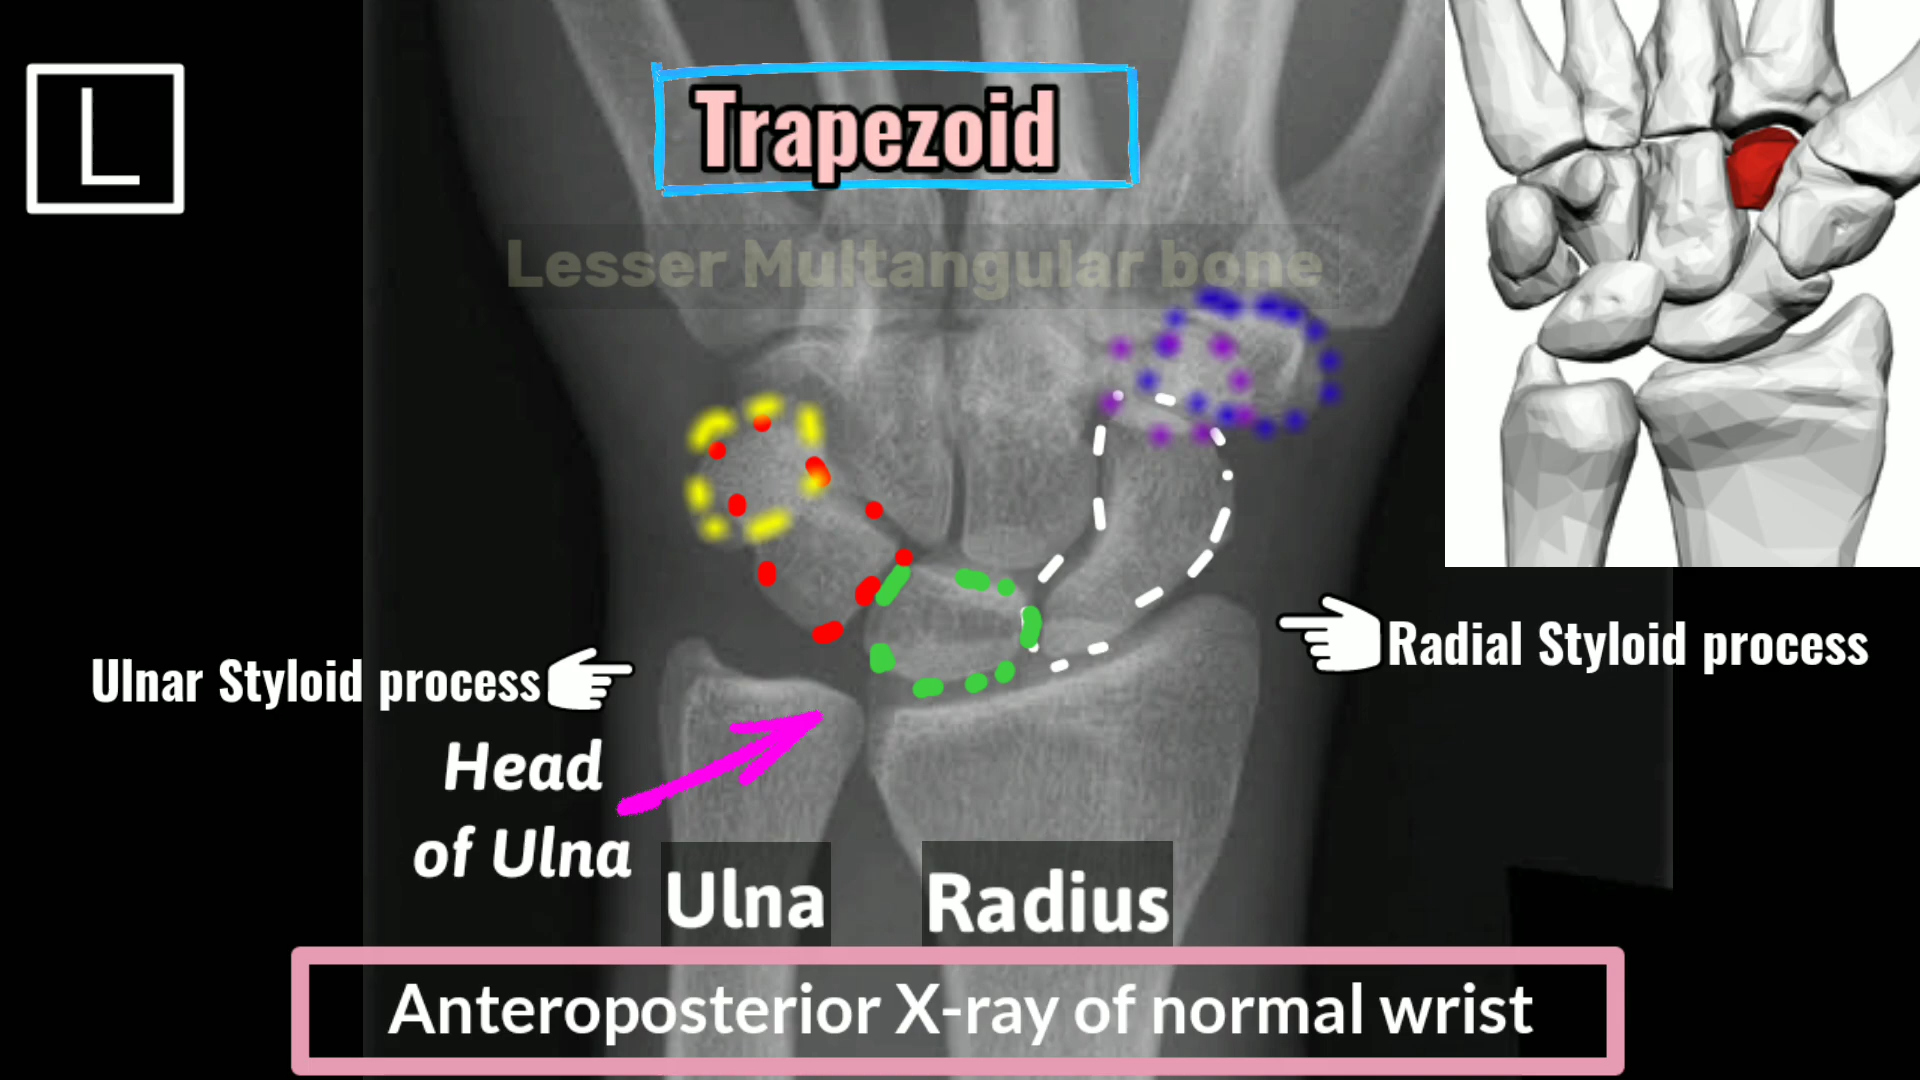 L
Trapezoid
Lesser Multangular bone
Radial Styloid process
Ulnar Styloid process
Head
of Ulna
Ulna
Radius
Anteroposterior X-ray of normal wrist